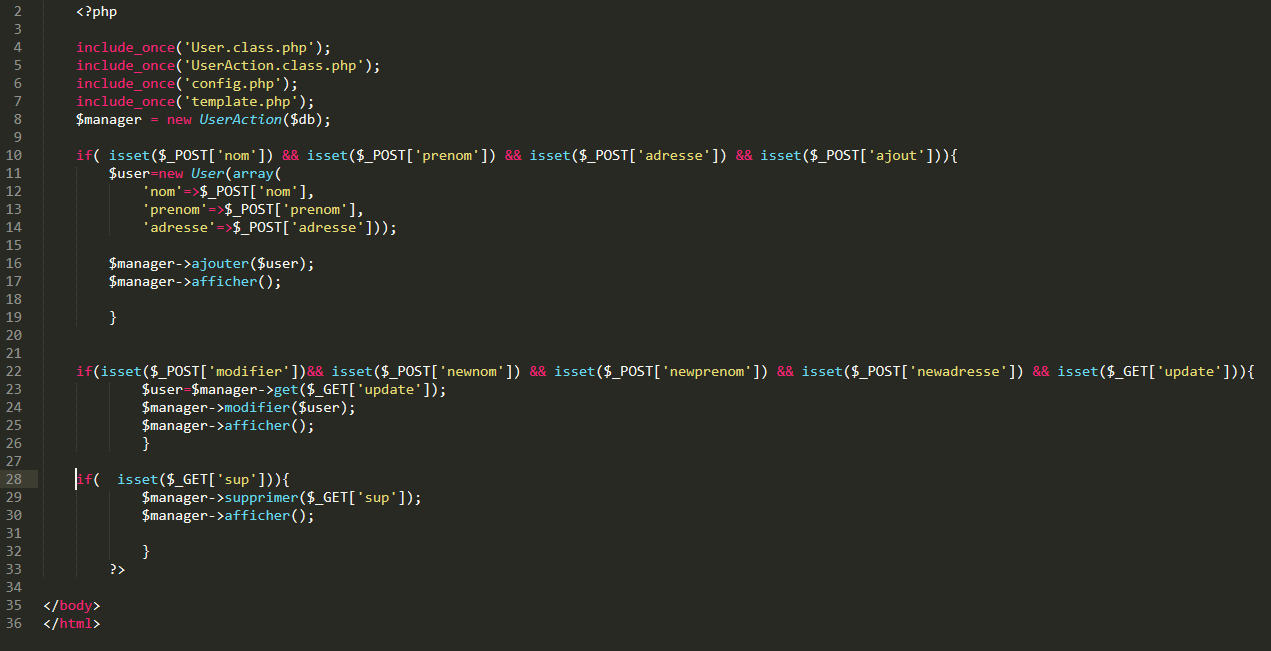 2 <?php
3
4 include_once('User.class.php');
5 include_once('UserAction.class.php');
6 include_once('config.php');
7 include_once('template.php');
8 $manager = new UserAction($db);
9
10 if( isset($_POST['nom']) && isset($_POST['prenom']) && isset($_POST['adresse']) && isset($_POST['ajout'])){
11 $user=new User(array(
12 'nom'=>$_POST['nom'],
13 'prenom'=>$_POST['prenom'],
14 'adresse'=>$_POST['adresse']));
15
16 $manager->ajouter($user);
17 $manager->afficher();
18
19 }
20
21
22 if(isset($_POST['modifier'])&& isset($_POST['newnom']) && isset($_POST['newprenom']) && isset($_POST['newadresse']) && isset($_GET['update'])){
23 $user=$manager->get($_GET['update']);
24 $manager->modifier($user);
25 $manager->afficher();
26 }
27
28 if(  isset($_GET['sup'])){
29 $manager->supprimer($_GET['sup']);
30 $manager->afficher();
31
32 }
33 ?>
34
35 </body>
36 </html>